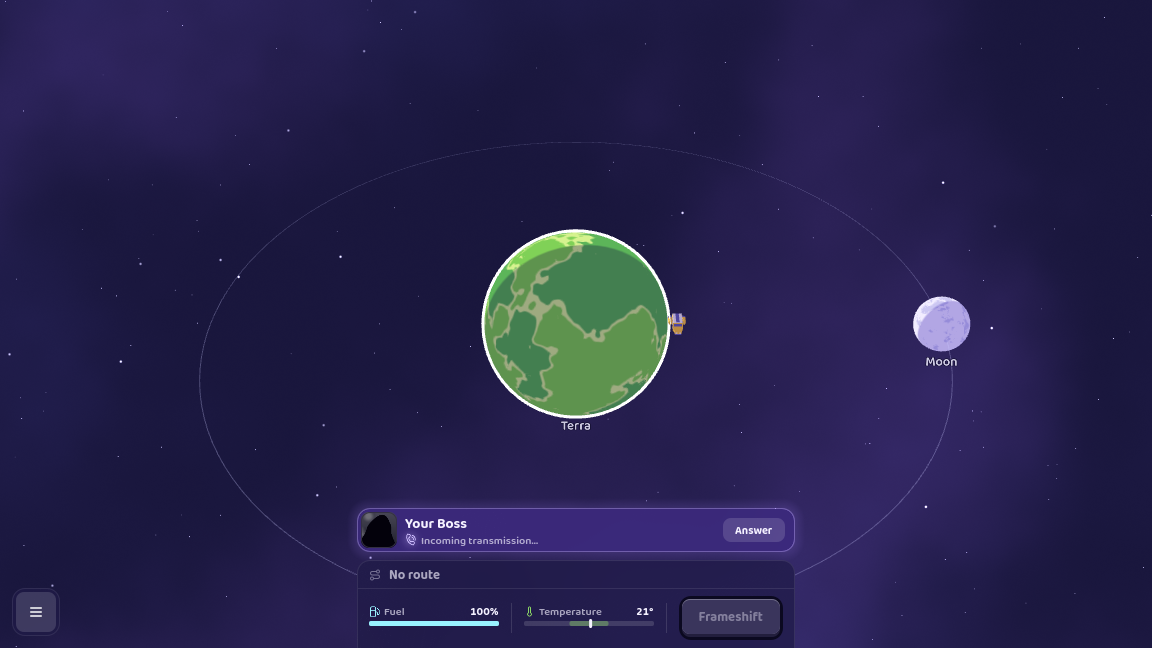 Moon
Terra
Your Boss
Incoming transmission...
Answer
No route
Fuel 100%
Temperature 21°
Frameshift